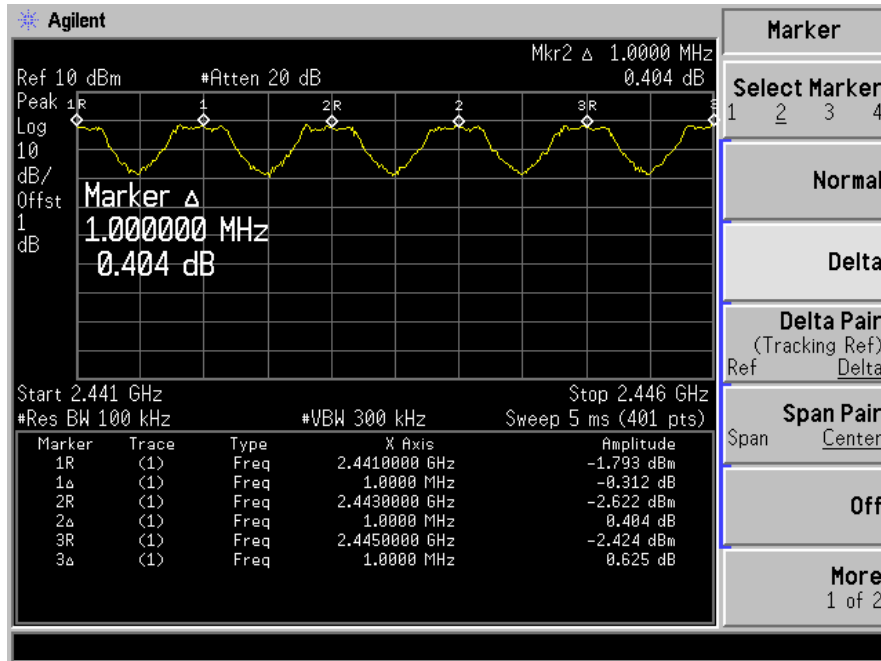 Agilent
Mkr2 Δ 1.0000 MHz
Ref 10 dBm #Atten 20 dB 0.404 dB
Peak
Log
10
dB/
Offst
1
dB
1R 1 2R 2 3R 3
Marker Δ
1.000000 MHz
0.404 dB
Start 2.441 GHz Stop 2.446 GHz
#Res BW 100 kHz #VBW 300 kHz Sweep 5 ms (401 pts)
Marker Trace Type X Axis Amplitude
1R (1) Freq 2.4410000 GHz -1.793 dBm
1Δ (1) Freq 1.0000 MHz -0.312 dB
2R (1) Freq 2.4430000 GHz -2.622 dBm
2Δ (1) Freq 1.0000 MHz 0.404 dB
3R (1) Freq 2.4450000 GHz -2.424 dBm
3Δ (1) Freq 1.0000 MHz 0.625 dB
Marker
Select Marker
1 2 3 4
Normal
Delta
Delta Pair
(Tracking Ref)
Ref Delta
Span Pair
Span Center
Off
More
1 of 2